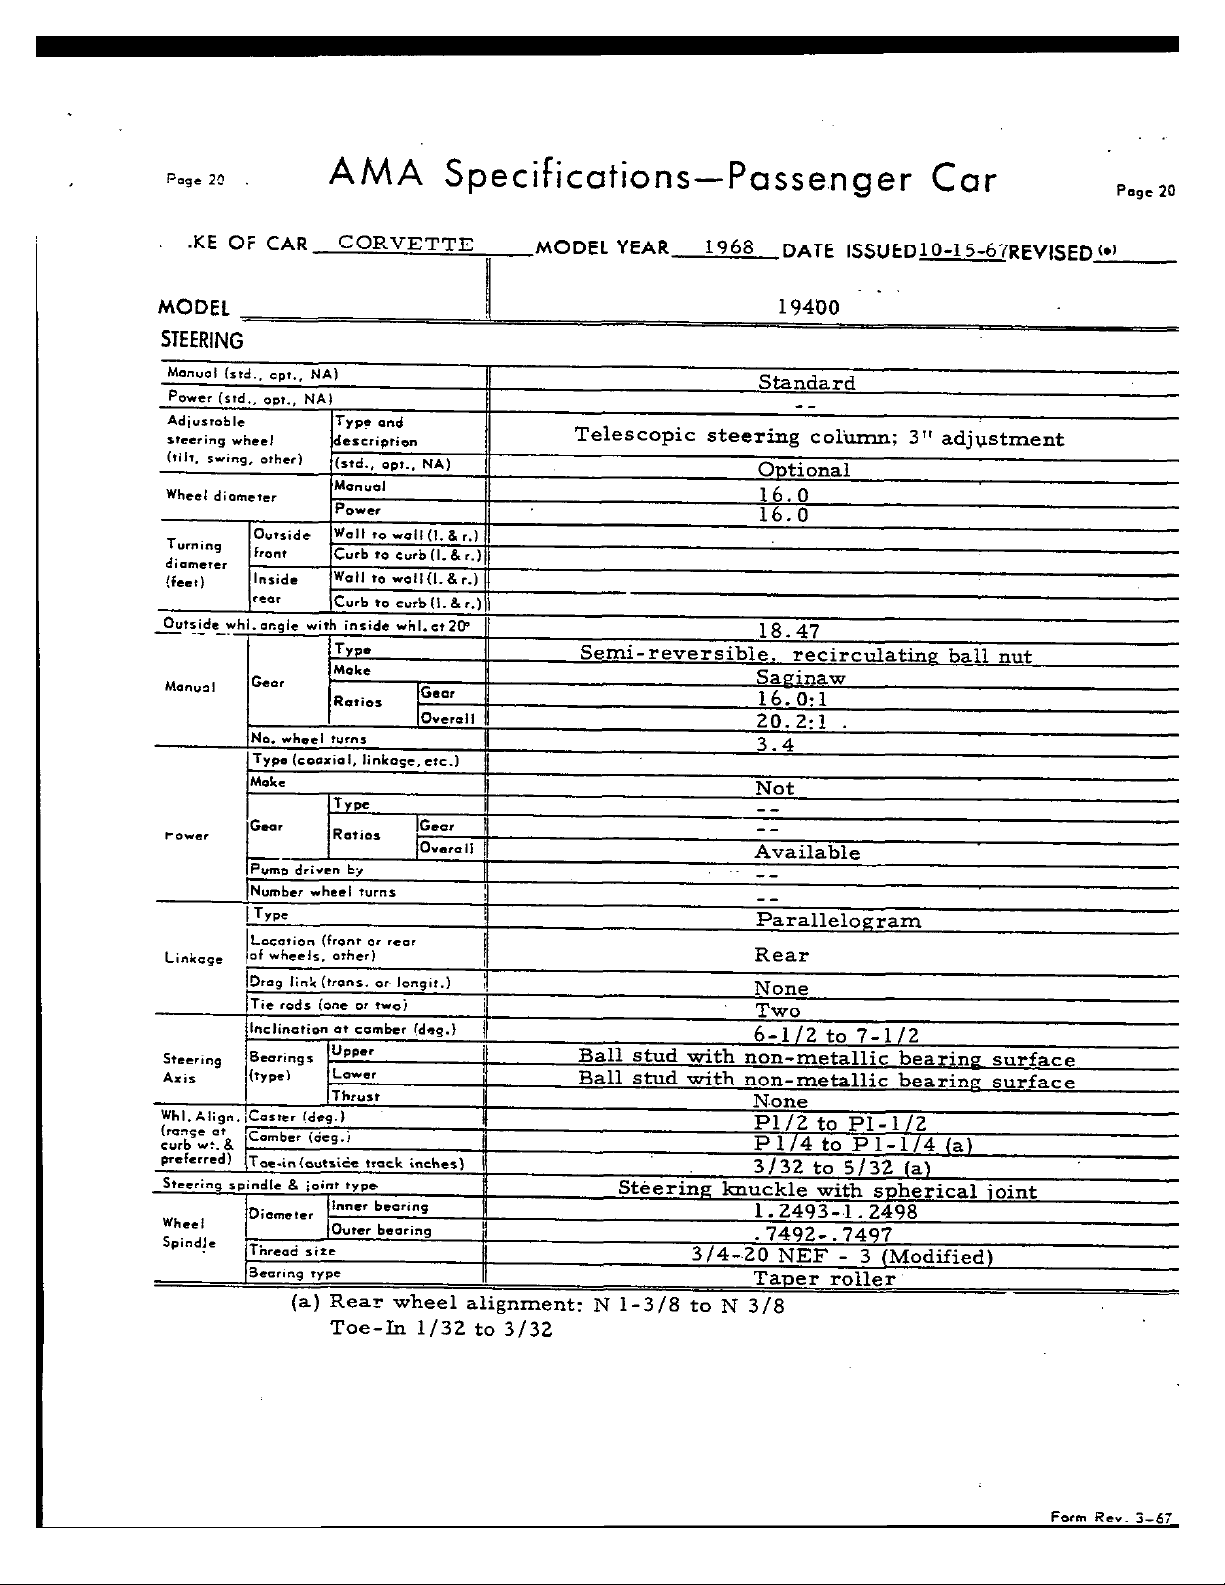 Page 20 AMA Specifications—Passenger Car Page 20
.KE OF CAR CORVETTE MODEL YEAR 1968 DATE ISSUED 10-15-67 REVISED (•)
MODEL 19400
STEERING
Manual (std., opt., NA) Standard
Power (std., opt., NA) --
Adjustable steering wheel (tilt, swing, other) Type and description Telescopic steering column; 3" adjustment
(std., opt., NA) Optional
Wheel diameter Manual 16.0
Power 16.0
Turning diameter (feet) Outside front Wall to wall (l. & r.)
Curb to curb (l. & r.)
Inside rear Wall to wall (l. & r.)
Curb to curb (l. & r.)
Outside whl. angle with inside whl. at 20° 18.47
Manual Gear Type Semi-reversible, recirculating ball nut
Make Saginaw
Ratios Gear 16.0:1
Overall 20.2:1
No. wheel turns 3.4
Power Type (coaxial, linkage, etc.)
Make Not
Gear Type --
Ratios Gear --
Overall Available
Pump driven by --
Number wheel turns --
Linkage Type Parallelogram
Location (front or rear of wheels, other) Rear
Drag link (trans. or longit.) None
Tie rods (one or two) Two
Steering Axis Inclination at camber (deg.) 6-1/2 to 7-1/2
Bearings (type) Upper Ball stud with non-metallic bearing surface
Lower Ball stud with non-metallic bearing surface
Thrust None
Whl. Align. (range at curb wt. & preferred) Caster (deg.) P1/2 to P1-1/2
Camber (deg.) P1/4 to P1-1/4 (a)
Toe-in (outside track inches) 3/32 to 5/32 (a)
Steering spindle & joint type Steering knuckle with spherical joint
Wheel Spindle Diameter Inner bearing 1.2493-1.2498
Outer bearing .7492-.7497
Thread size 3/4-20 NEF - 3 (Modified)
Bearing type Taper roller
(a) Rear wheel alignment: N 1-3/8 to N 3/8
Toe-In 1/32 to 3/32
Form Rev. 3-67